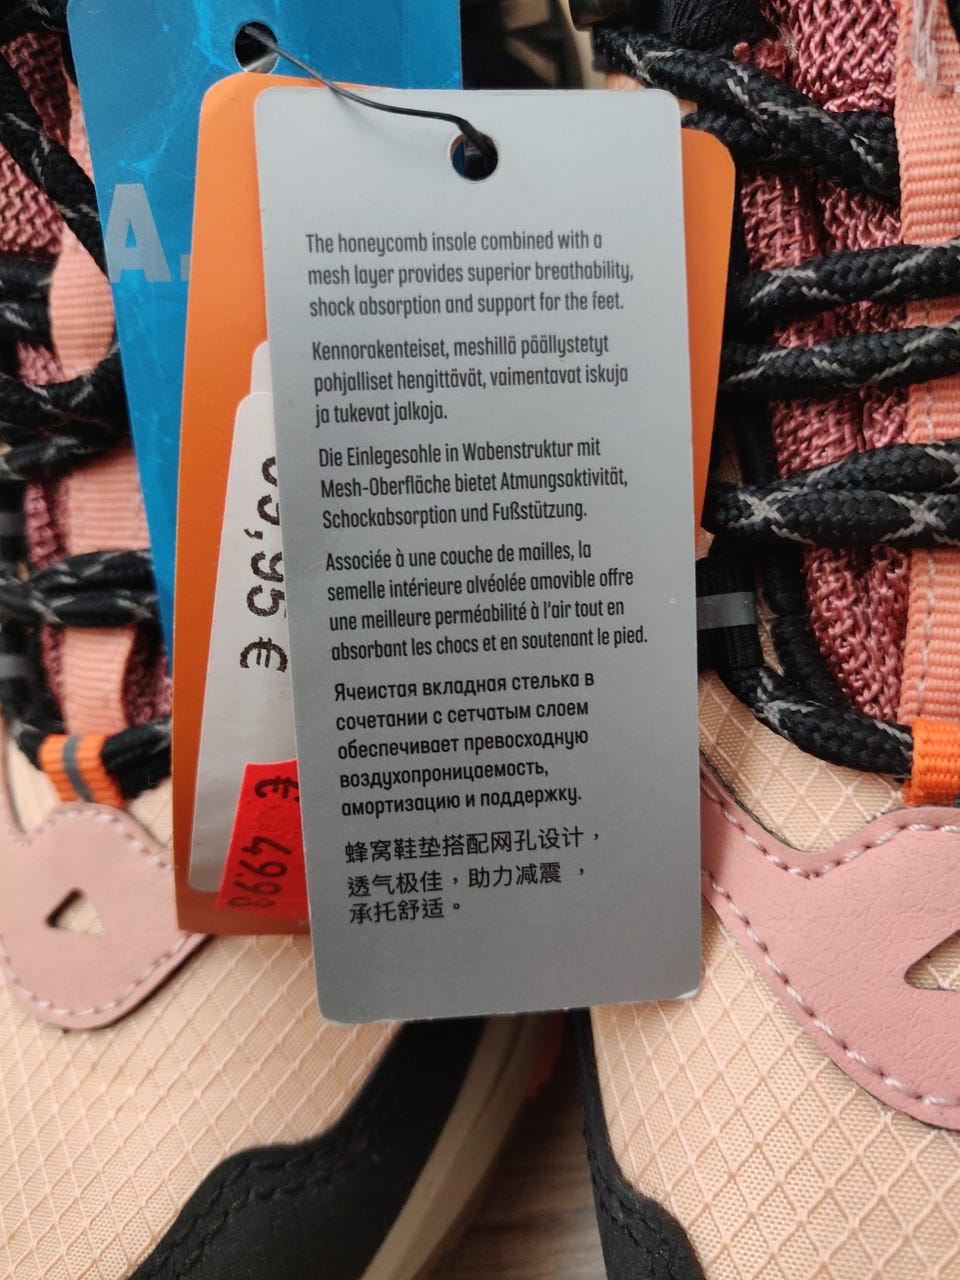 A.
The honeycomb insole combined with a
mesh layer provides superior breathability,
shock absorption and support for the feet.
Kennorakenteiset, meshillä päällystetyt
pohjalliset hengittävät, vaimentavat iskuja
ja tukevat jalkoja.
Die Einlegesohle in Wabenstruktur mit
Mesh-Oberfläche bietet Atmungsaktivität,
Schockabsorption und Fußstützung.
Associée à une couche de mailles, la
semelle intérieure alvéolée amovible offre
une meilleure perméabilité à l'air tout en
absorbant les chocs et en soutenant le pied.
Ячеистая вкладная стелька в
сочетании с сетчатым слоем
обеспечивает превосходную
воздухопроницаемость,
амортизацию и поддержку.
蜂窝鞋垫搭配网孔设计，
透气极佳，助力减震 ，
承托舒适。
€